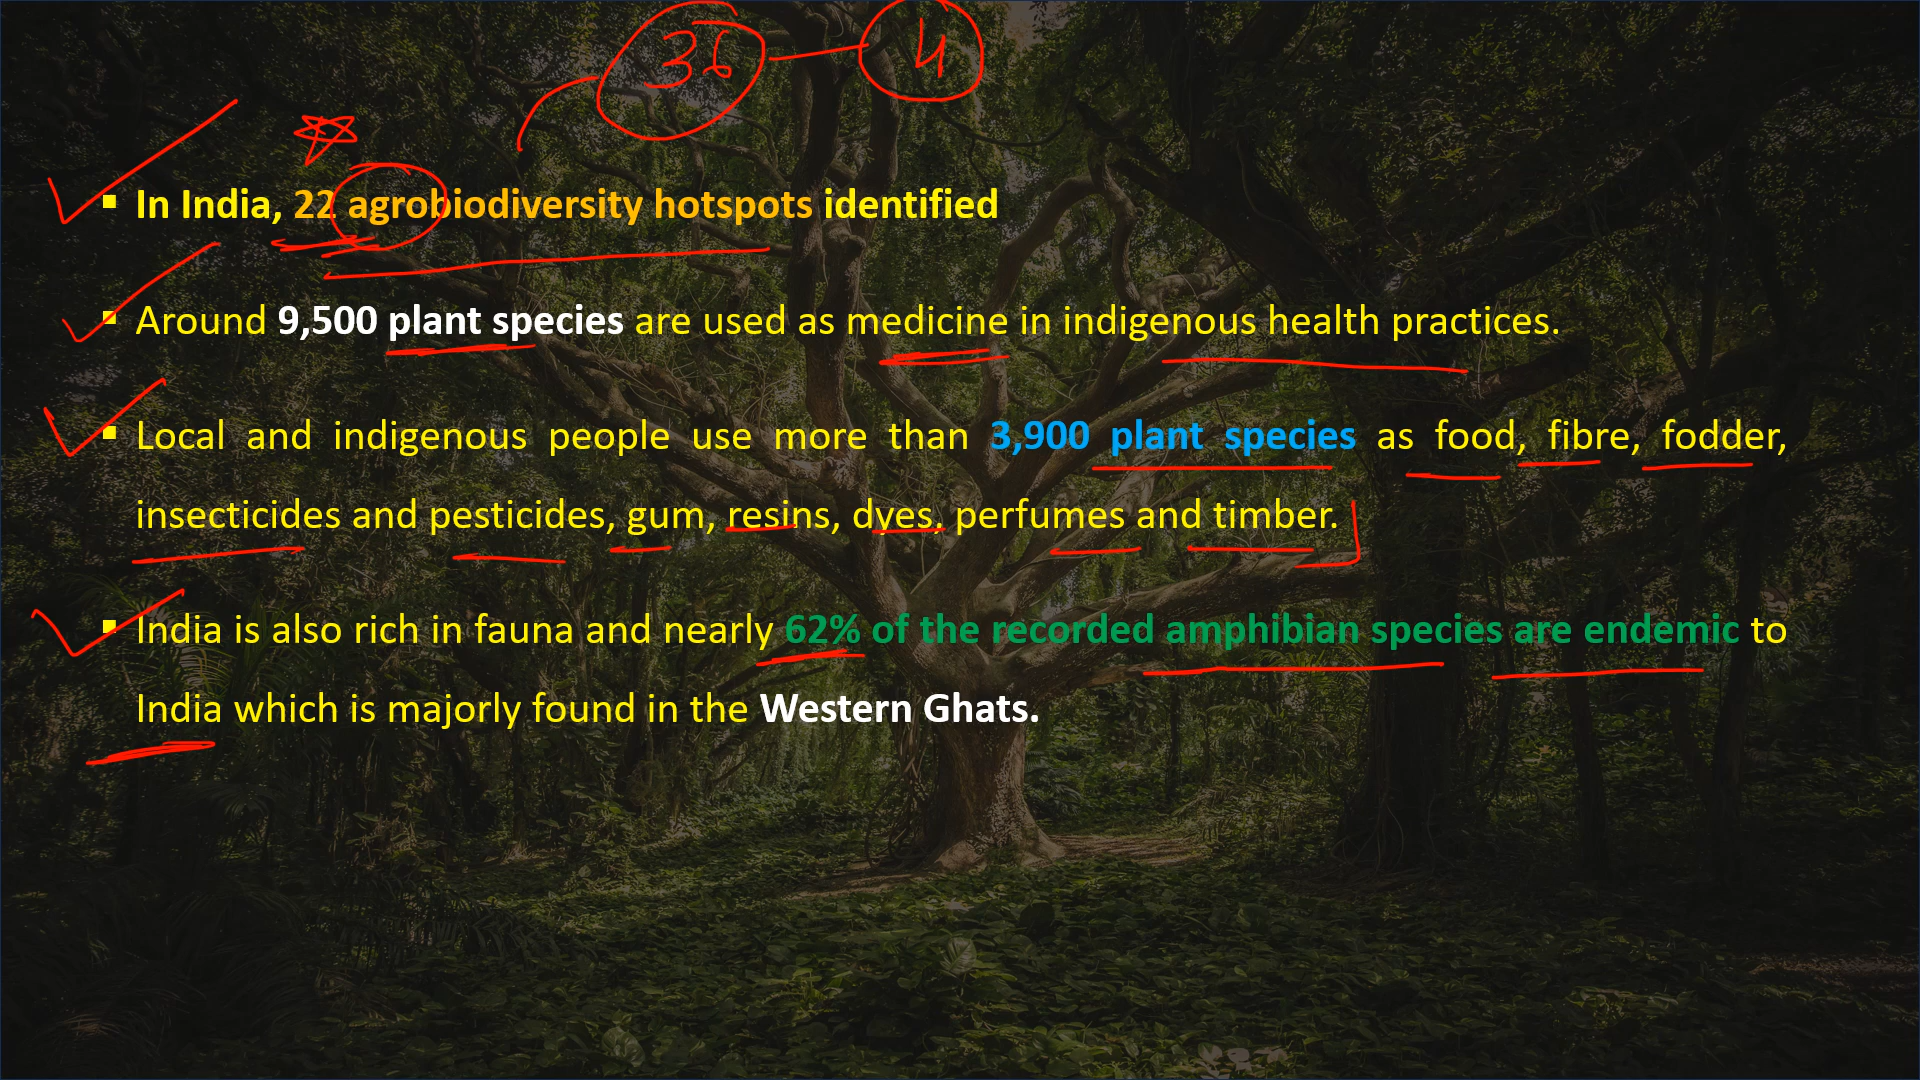 36 4
▪ In India, 22 agrobiodiversity hotspots identified
▪ Around 9,500 plant species are used as medicine in indigenous health practices.
▪ Local and indigenous people use more than 3,900 plant species as food, fibre, fodder,
insecticides and pesticides, gum, resins, dyes, perfumes and timber.
▪ India is also rich in fauna and nearly 62% of the recorded amphibian species are endemic to
India which is majorly found in the Western Ghats.